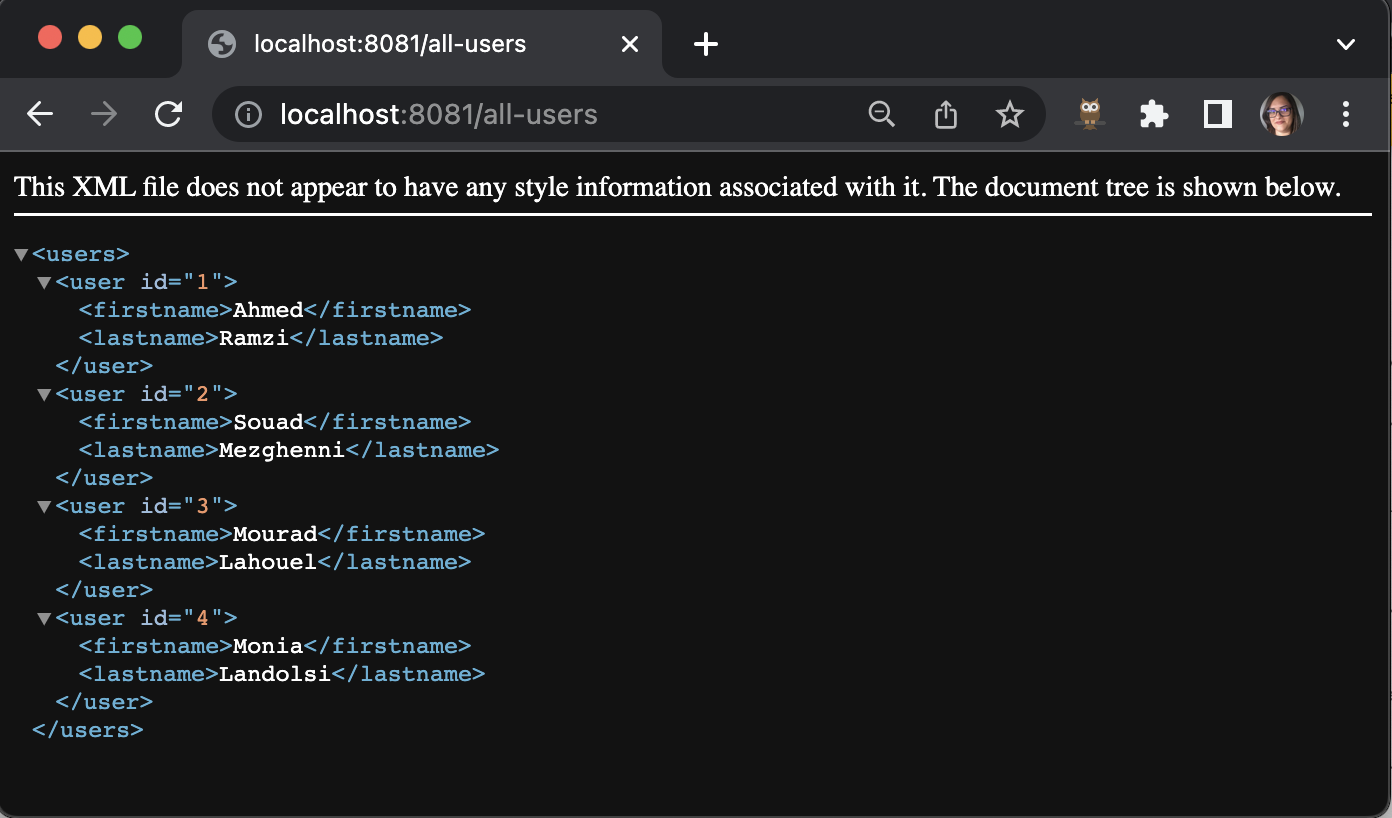 localhost:8081/all-users
localhost:8081/all-users
This XML file does not appear to have any style information associated with it. The document tree is shown below.
▼<users>
▼<user id="1">
<firstname>Ahmed</firstname>
<lastname>Ramzi</lastname>
</user>
▼<user id="2">
<firstname>Souad</firstname>
<lastname>Mezghenni</lastname>
</user>
▼<user id="3">
<firstname>Mourad</firstname>
<lastname>Lahouel</lastname>
</user>
▼<user id="4">
<firstname>Monia</firstname>
<lastname>Landolsi</lastname>
</user>
</users>